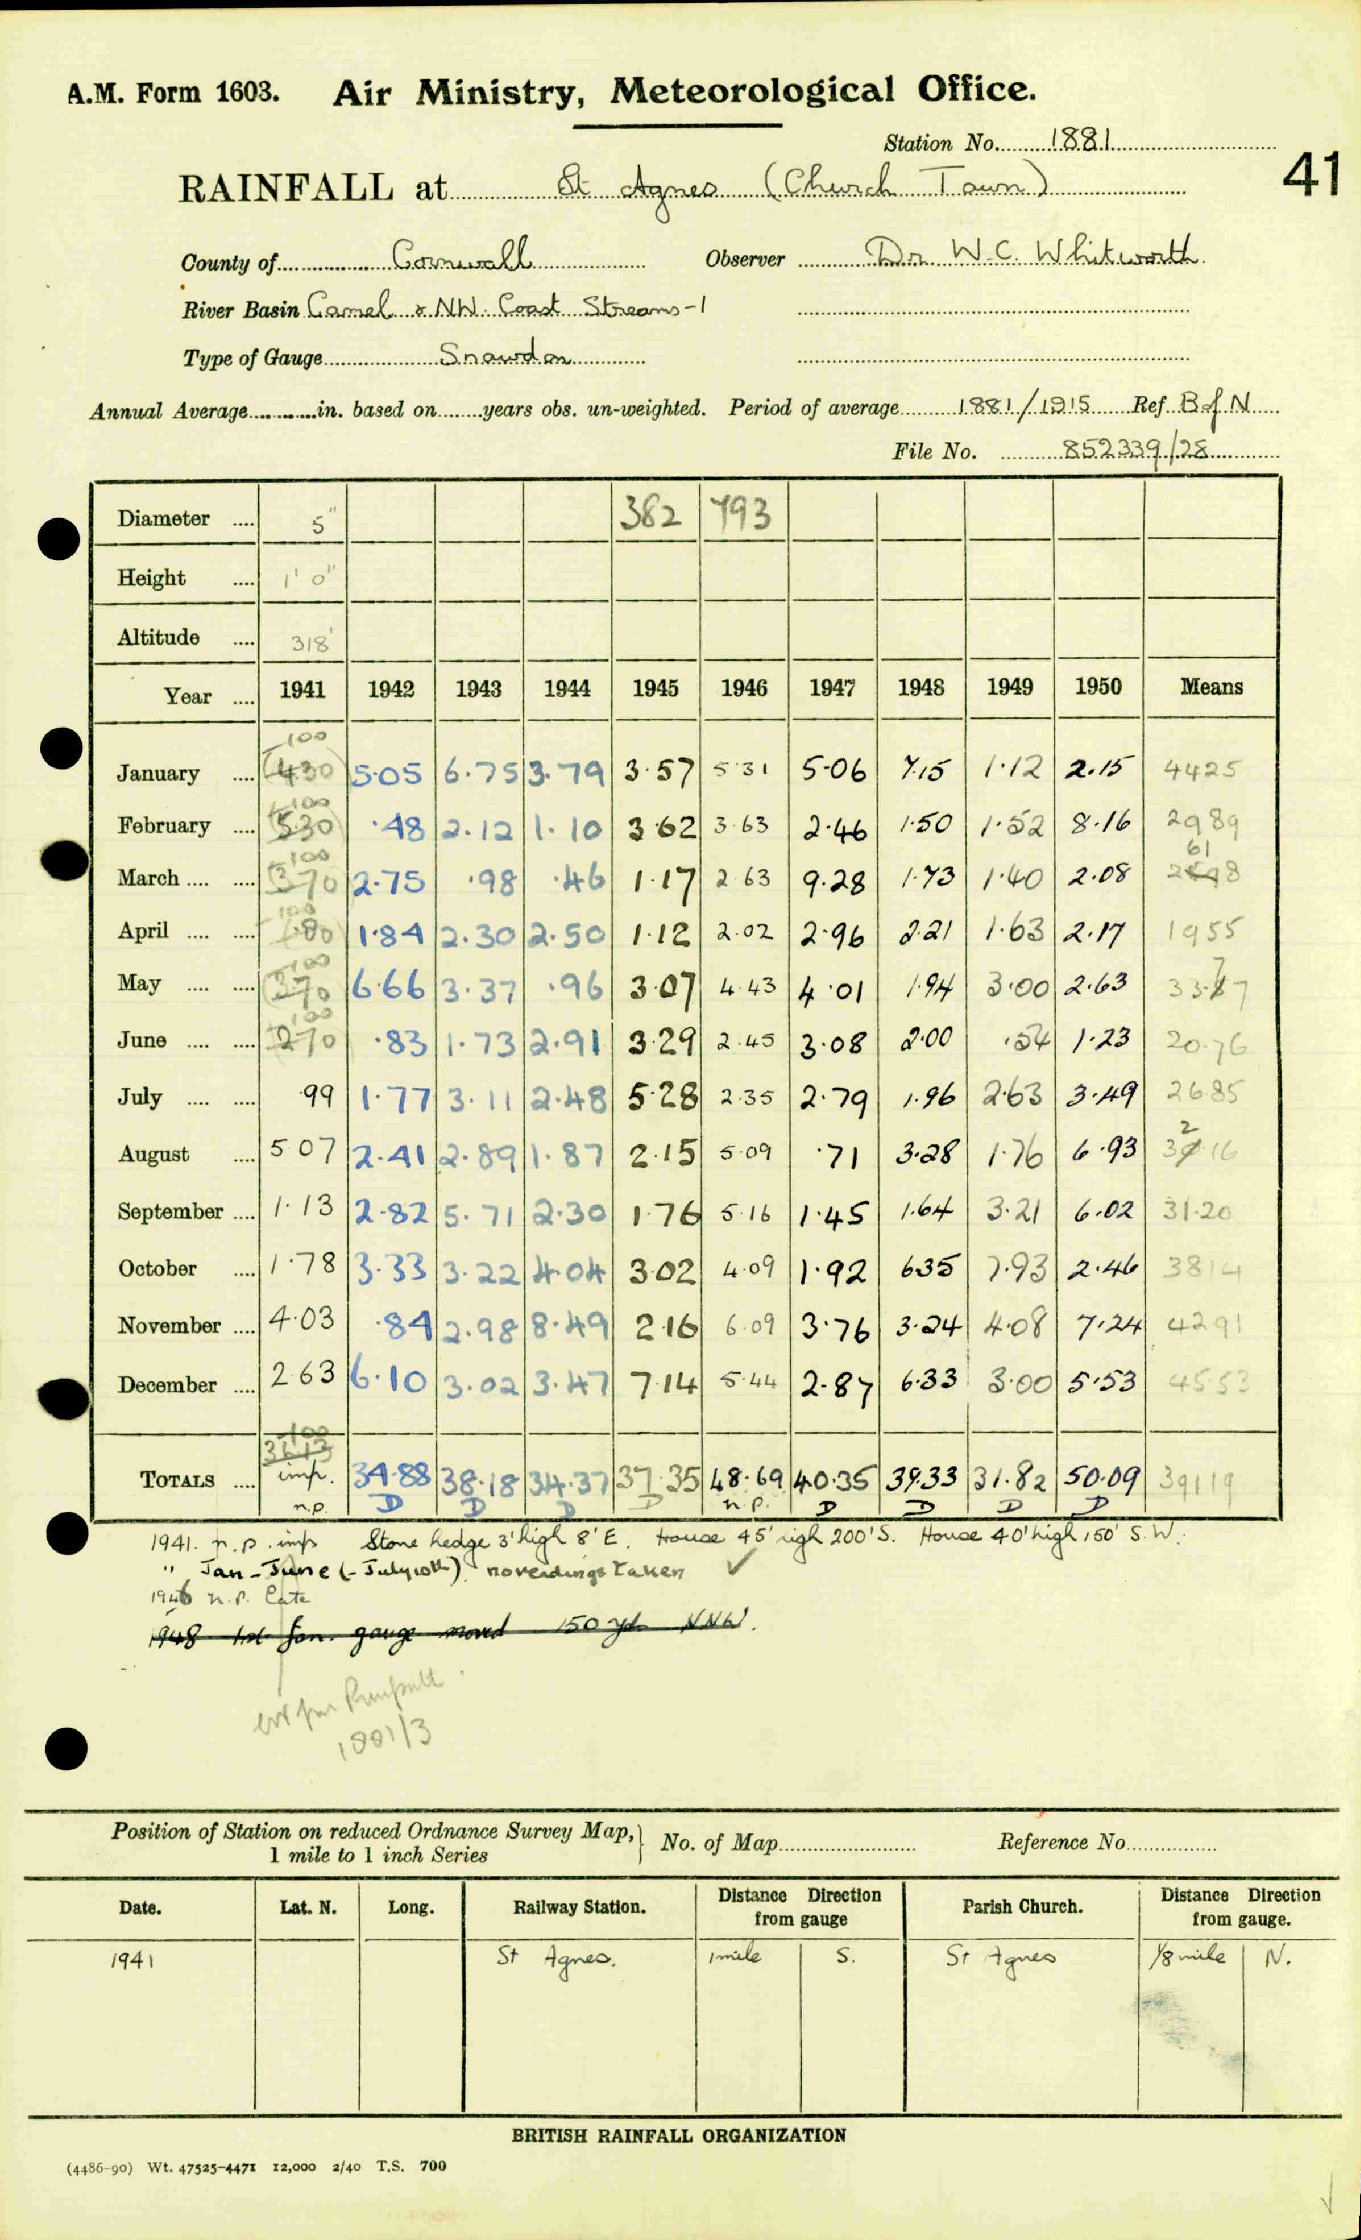 A.M. Form 1603. Air Ministry, Meteorological Office.
Station No. 1881
41
RAINFALL at St Agnes (Church Town)
County of Cornwall Observer Dr. W.C. Whitworth
River Basin Camel & NW. Coast Streams-1
Type of Gauge Snowdon
Annual Average in. based on years obs. un-weighted. Period of average 1881/1915 Ref. B of N
File No. 852339/28
Diameter 5" 382 793
Height 1' 0"
Altitude 318'
Year 1941 1942 1943 1944 1945 1946 1947 1948 1949 1950 Means
-100
January 430 5.05 6.75 3.79 3.57 5.31 5.06 7.15 1.12 2.15 4425
-100
February 530 .48 2.12 1.10 3.62 3.63 2.46 1.50 1.52 8.16 2989
-100 61
March 370 2.75 .98 .46 1.17 2.63 9.28 1.73 1.40 2.08 2598
-100
April .80 1.84 2.30 2.50 1.12 2.02 2.96 2.21 1.63 2.17 1955
-100 7
May 370 6.66 3.37 .96 3.07 4.43 4.01 1.94 3.00 2.63 33.87
-100
June 270 .83 1.73 2.91 3.29 2.45 3.08 2.00 .54 1.23 20.76
July .99 1.77 3.11 2.48 5.28 2.35 2.79 1.96 2.63 3.49 26.85
2
August 5.07 2.41 2.89 1.87 2.15 5.09 .71 3.28 1.76 6.93 39.16
September 1.13 2.82 5.71 2.30 1.76 5.16 1.45 1.64 3.21 6.02 31.20
October 1.78 3.33 3.22 4.04 3.02 4.09 1.92 6.35 7.93 2.46 3814
November 4.03 .84 2.98 8.49 2.16 6.09 3.76 3.24 4.08 7.24 4291
December 2.63 6.10 3.02 3.47 7.14 5.44 2.87 6.33 3.00 5.53 45.53
-100
3613
TOTALS imp. 34.88 38.18 34.37 37.35 48.69 40.35 39.33 31.82 50.09 39119
n.p. D D D D n.p. D D D D
1941. n.p. imp Stone hedge 3' high 8' E. House 45' high 200' S. House 40' high 150' S.W.
" Jan-June (-July 10th) no readings taken ✓
1946 n.p. Late
1948 1st Jan. gauge moved 150 yds NNW.
1881/3
Position of Station on reduced Ordnance Survey Map, No. of Map Reference No.
1 mile to 1 inch Series
Date. Lat. N. Long. Railway Station. Distance Direction from gauge Parish Church. Distance Direction from gauge.
1941 St Agnes. 1 mile S. St Agnes 1/8 mile N.
BRITISH RAINFALL ORGANIZATION
(4486-90) Wt. 47525-4471 12,000 2/40 T.S. 700